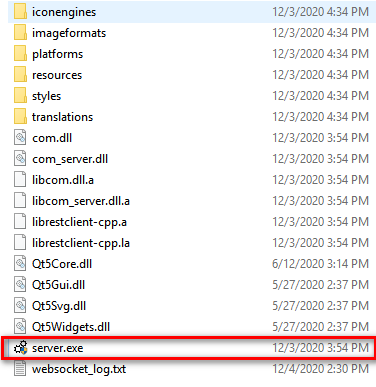 iconengines 12/3/2020 4:34 PM
imageformats 12/3/2020 4:34 PM
platforms 12/3/2020 4:34 PM
resources 12/3/2020 4:34 PM
styles 12/3/2020 4:34 PM
translations 12/3/2020 4:34 PM
com.dll 12/3/2020 3:54 PM
com_server.dll 12/3/2020 3:54 PM
libcom.dll.a 12/3/2020 3:54 PM
libcom_server.dll.a 12/3/2020 3:54 PM
librestclient-cpp.a 12/3/2020 3:54 PM
librestclient-cpp.la 12/3/2020 3:54 PM
Qt5Core.dll 6/12/2020 3:14 PM
Qt5Gui.dll 5/27/2020 2:37 PM
Qt5Svg.dll 5/27/2020 2:37 PM
Qt5Widgets.dll 5/27/2020 2:37 PM
server.exe 12/3/2020 3:54 PM
websocket_log.txt 12/4/2020 2:30 PM